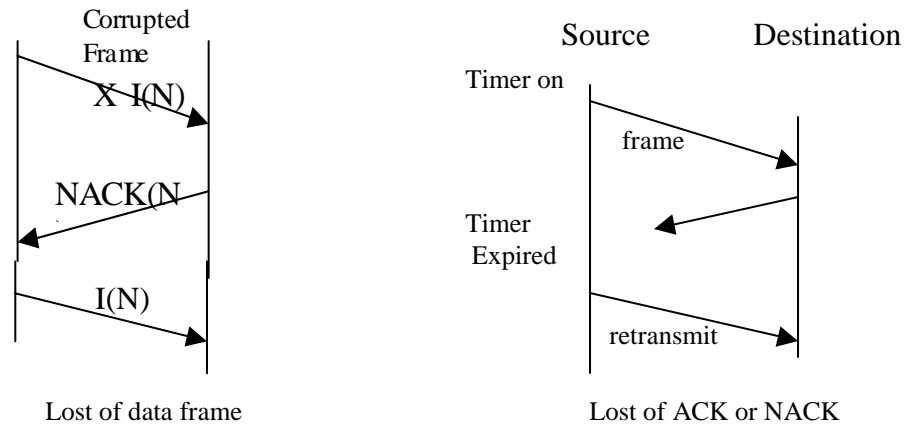 Corrupted
Frame
X I(N)
NACK(N
I(N)
Lost of data frame
Source Destination
Timer on
frame
Timer
Expired
retransmit
Lost of ACK or NACK